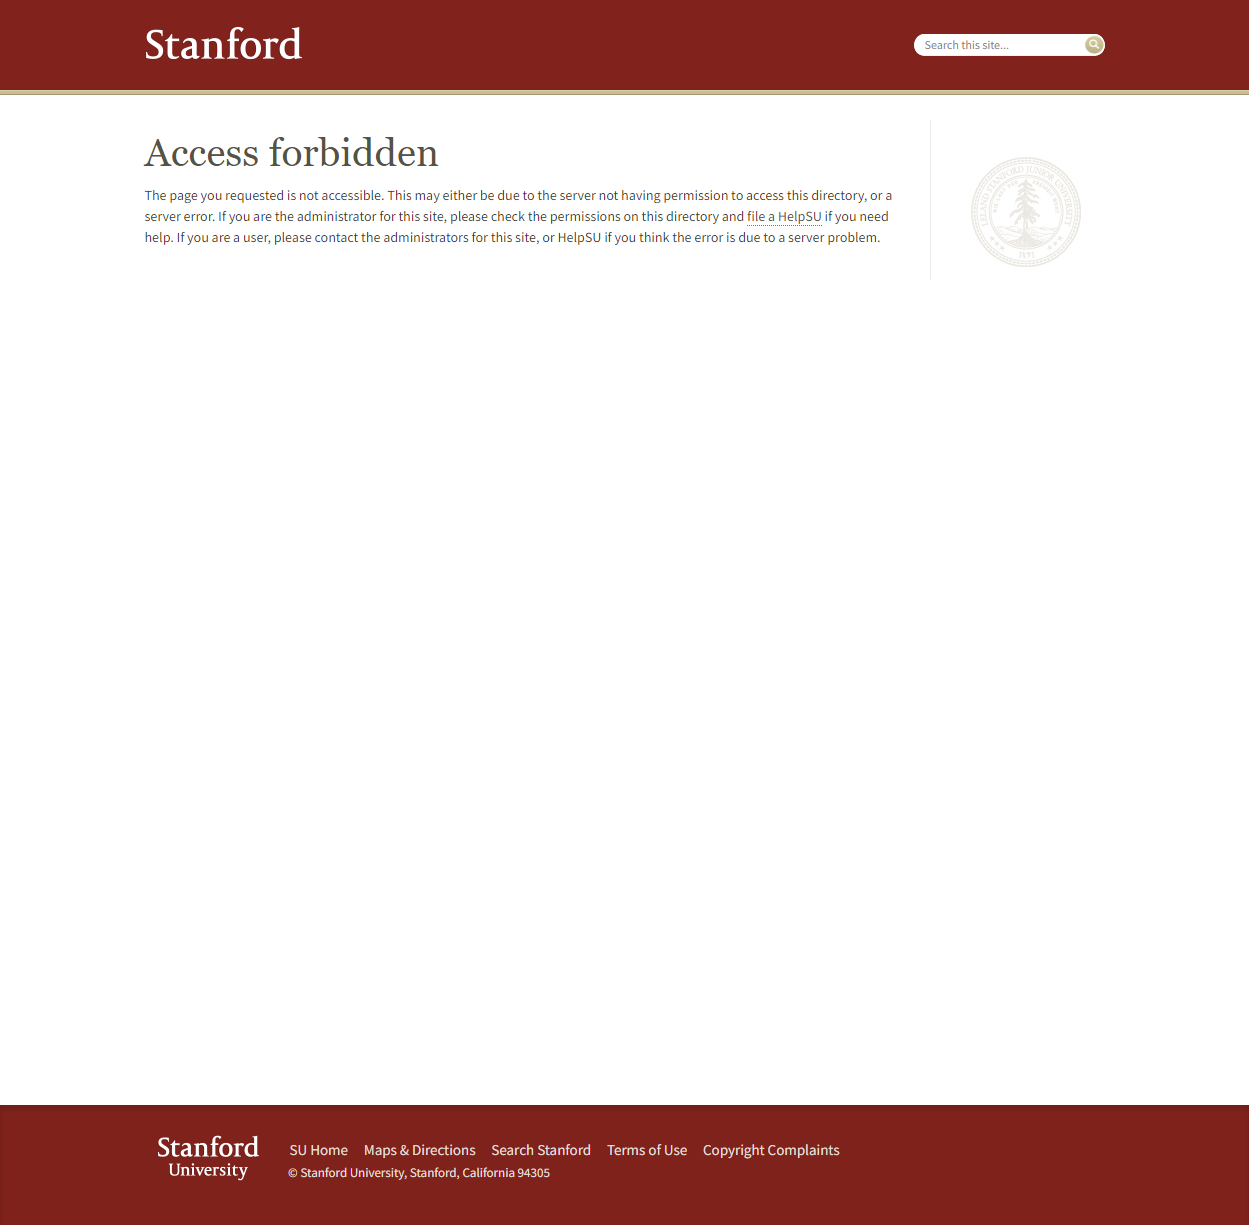 Stanford
Search this site...
Access forbidden
The page you requested is not accessible. This may either be due to the server not having permission to access this directory, or a
server error. If you are the administrator for this site, please check the permissions on this directory and file a HelpSU if you need
help. If you are a user, please contact the administrators for this site, or HelpSU if you think the error is due to a server problem.
LELAND STANFORD JUNIOR UNIVERSITY
1891
Stanford
University
SU Home Maps & Directions Search Stanford Terms of Use Copyright Complaints
© Stanford University, Stanford, California 94305